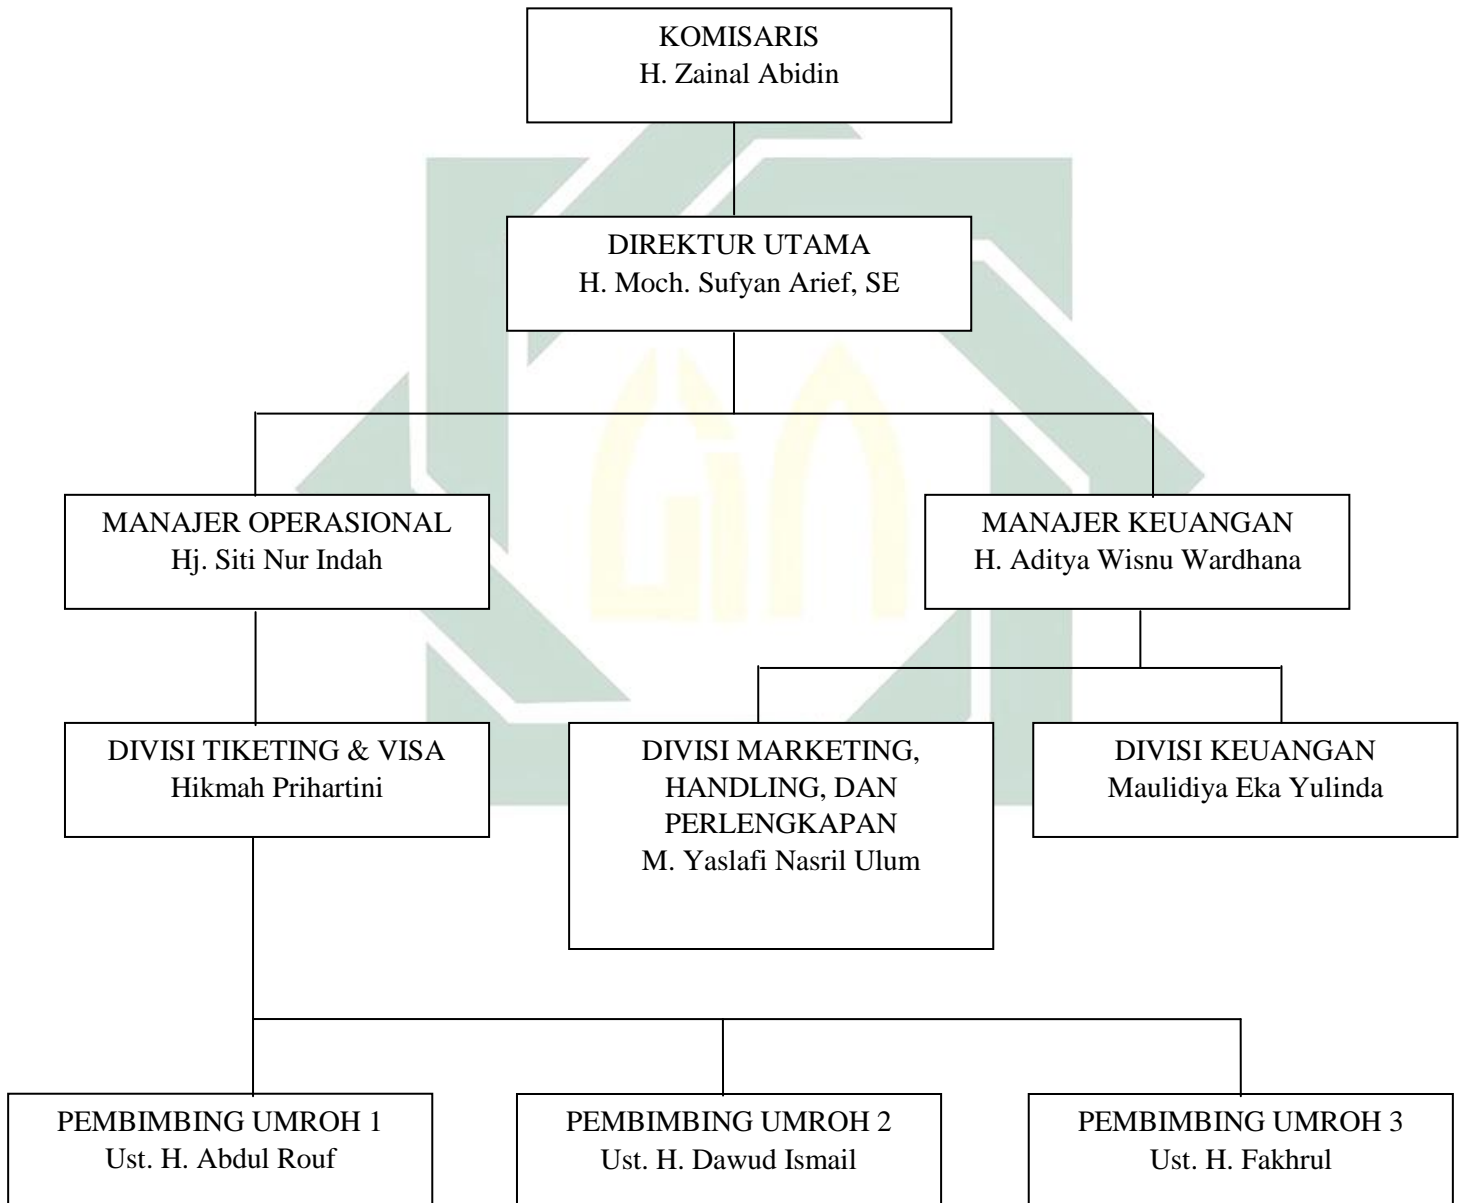 KOMISARIS
H. Zainal Abidin
DIREKTUR UTAMA
H. Moch. Sufyan Arief, SE
MANAJER OPERASIONAL
Hj. Siti Nur Indah
MANAJER KEUANGAN
H. Aditya Wisnu Wardhana
DIVISI TIKETING & VISA
Hikmah Prihartini
DIVISI MARKETING,
HANDLING, DAN
PERLENGKAPAN
M. Yaslafi Nasril Ulum
DIVISI KEUANGAN
Maulidiya Eka Yulinda
PEMBIMBING UMROH 1
Ust. H. Abdul Rouf
PEMBIMBING UMROH 2
Ust. H. Dawud Ismail
PEMBIMBING UMROH 3
Ust. H. Fakhrul